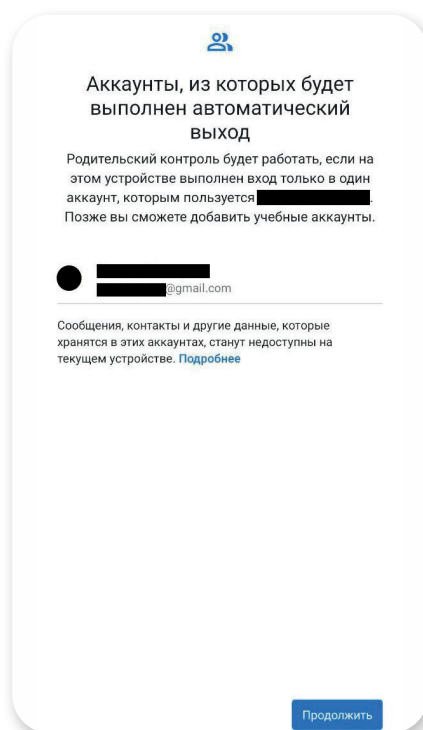 Аккаунты, из которых будет
выполнен автоматический
выход
Родительский контроль будет работать, если на
этом устройстве выполнен вход только в один
аккаунт, которым пользуется .
Позже вы сможете добавить учебные аккаунты.
@gmail.com
Сообщения, контакты и другие данные, которые
хранятся в этих аккаунтах, станут недоступны на
текущем устройстве. Подробнее
Продолжить